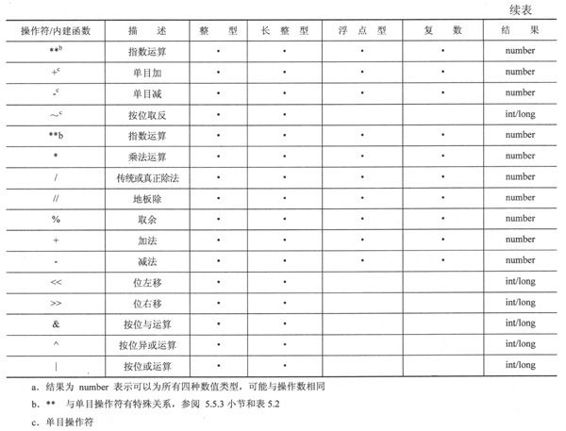 续表
操作符/内建函数 描 述 整 型 长 整 型 浮 点 型 复 数 结 果
**b 指数运算 • • • • number
+c 单目加 • • • • number
-c 单目减 • • • • number
～c 按位取反 • • int/long
**b 指数运算 • • • • number
* 乘法运算 • • • • number
/ 传统或真正除法 • • • • number
// 地板除 • • • • number
% 取余 • • • • number
+ 加法 • • • • number
- 减法 • • • • number
<< 位左移 • • int/long
>> 位右移 • • int/long
& 按位与运算 • • int/long
^ 按位异或运算 • • int/long
| 按位或运算 • • int/long
a．结果为 number 表示可以为所有四种数值类型，可能与操作数相同
b．** 与单目操作符有特殊关系，参阅 5.5.3 小节和表 5.2
c．单目操作符